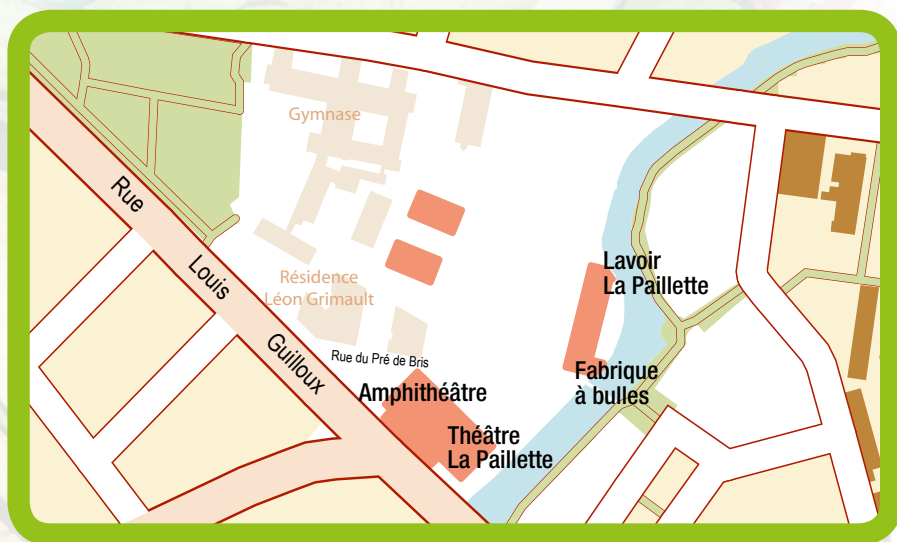 Gymnase
Rue
Louis
Guilloux
Résidence
Léon Grimault
Rue du Pré de Bris
Lavoir
La Paillette
Fabrique
à bulles
Amphithéâtre
Théâtre
La Paillette